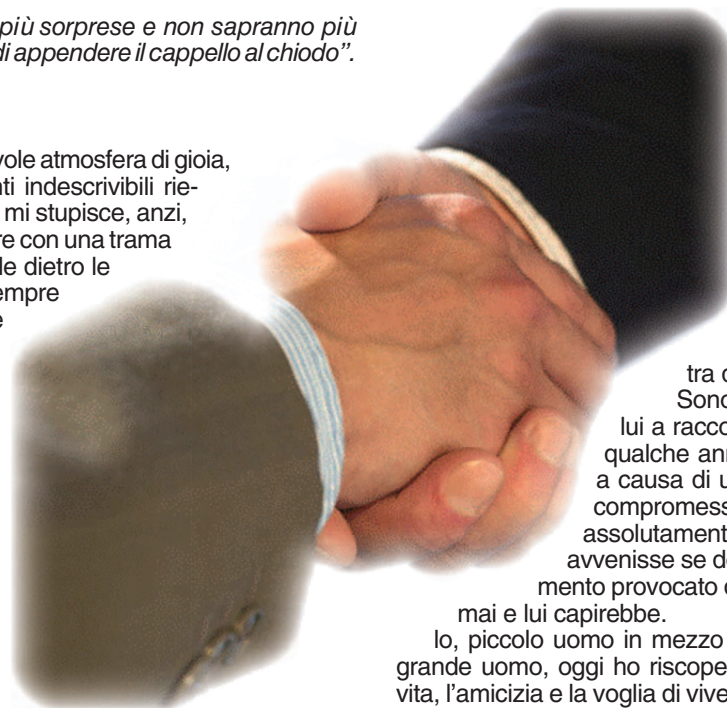 più sorprese e non sapranno più
di appendere il cappello al chiodo”.
vole atmosfera di gioia,
ti indescrivibili rie-
mi stupisce, anzi,
re con una trama
le dietro le
empre
e
tra d
Sono
lui a racco
qualche ann
a causa di u
compromess
assolutament
avvenisse se de
mento provocato d
mai e lui capirebbe.
Io, piccolo uomo in mezzo
grande uomo, oggi ho riscope
vita, l’amicizia e la voglia di vive